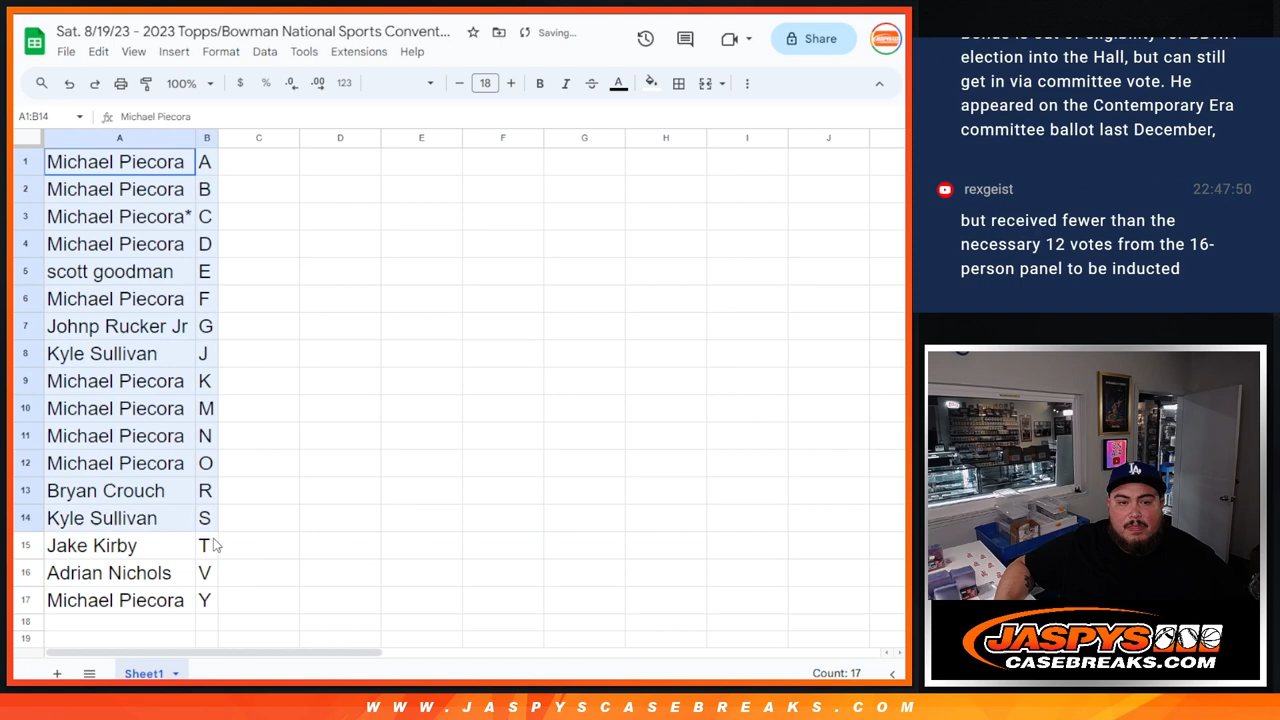 Sat. 8/19/23 - 2023 Topps/Bowman National Sports Convent...
Saving...
Share
File Edit View Insert Format Data Tools Extensions Help
100% $ % .0 .00 123 18 B I A
A1:B14 fx Michael Piecora
A B C D E F G H I J
1 Michael Piecora A
2 Michael Piecora B
3 Michael Piecora* C
4 Michael Piecora D
5 scott goodman E
6 Michael Piecora F
7 Johnp Rucker Jr G
8 Kyle Sullivan J
9 Michael Piecora K
10 Michael Piecora M
11 Michael Piecora N
12 Michael Piecora O
13 Bryan Crouch R
14 Kyle Sullivan S
15 Jake Kirby T
16 Adrian Nichols V
17 Michael Piecora Y
18
19
Sheet1
Count: 17
election into the Hall, but can still
get in via committee vote. He
appeared on the Contemporary Era
committee ballot last December,
rexgeist 22:47:50
but received fewer than the
necessary 12 votes from the 16-
person panel to be inducted
LA
JASPYS
CASEBREAKS.COM
WWW.JASPYSCASEBREAKS.COM